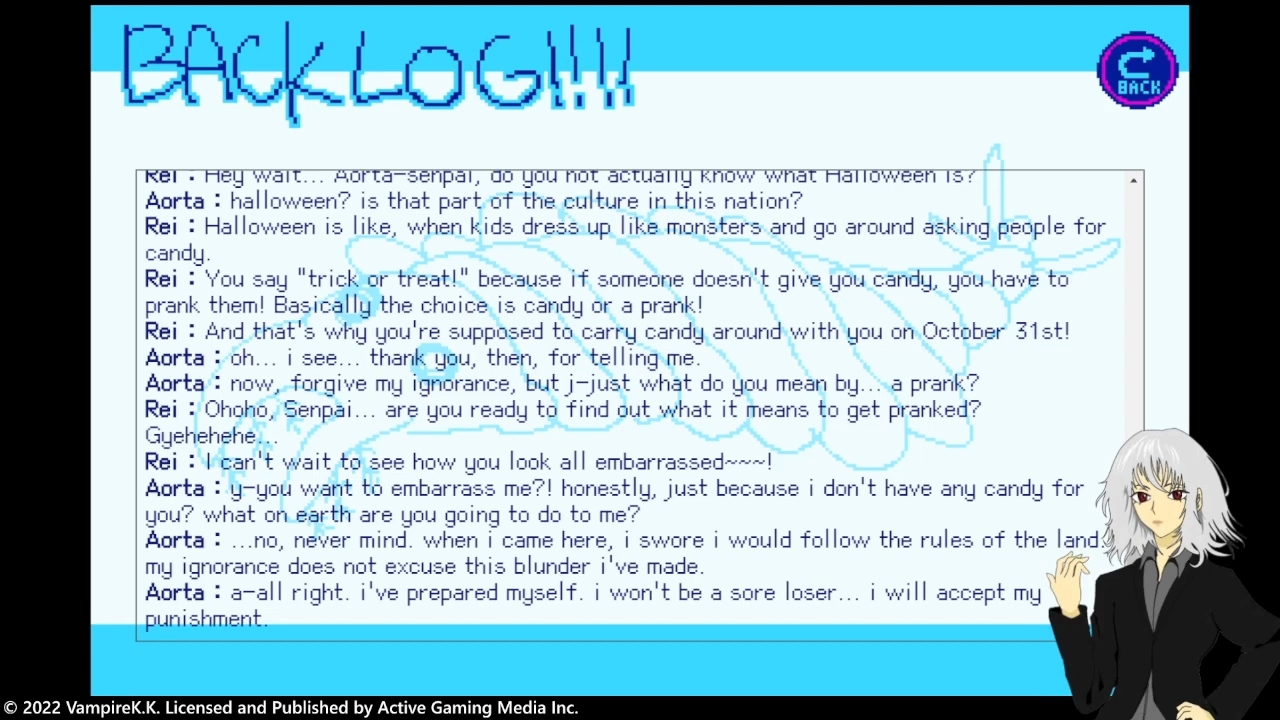 BACKLOG!!!!
BACK
Rei : Hey wait... Aorta-senpai, do you not actually know what Halloween is?
Aorta : halloween? is that part of the culture in this nation?
Rei : Halloween is like, when kids dress up like monsters and go around asking people for
candy.
Rei : You say "trick or treat!" because if someone doesn't give you candy, you have to
prank them! Basically the choice is candy or a prank!
Rei : And that's why you're supposed to carry candy around with you on October 31st!
Aorta : oh... i see... thank you, then, for telling me.
Aorta : now, forgive my ignorance, but j-just what do you mean by... a prank?
Rei : Ohoho, Senpai... are you ready to find out what it means to get pranked?
Gyehehehe...
Rei : I can't wait to see how you look all embarrassed~~~!
Aorta : y-you want to embarrass me?! honestly, just because i don't have any candy for
you? what on earth are you going to do to me?
Aorta : ...no, never mind. when i came here, i swore i would follow the rules of the land.
my ignorance does not excuse this blunder i've made.
Aorta : a-all right. i've prepared myself. i won't be a sore loser... i will accept my
punishment.
© 2022 VampireK.K. Licensed and Published by Active Gaming Media Inc.